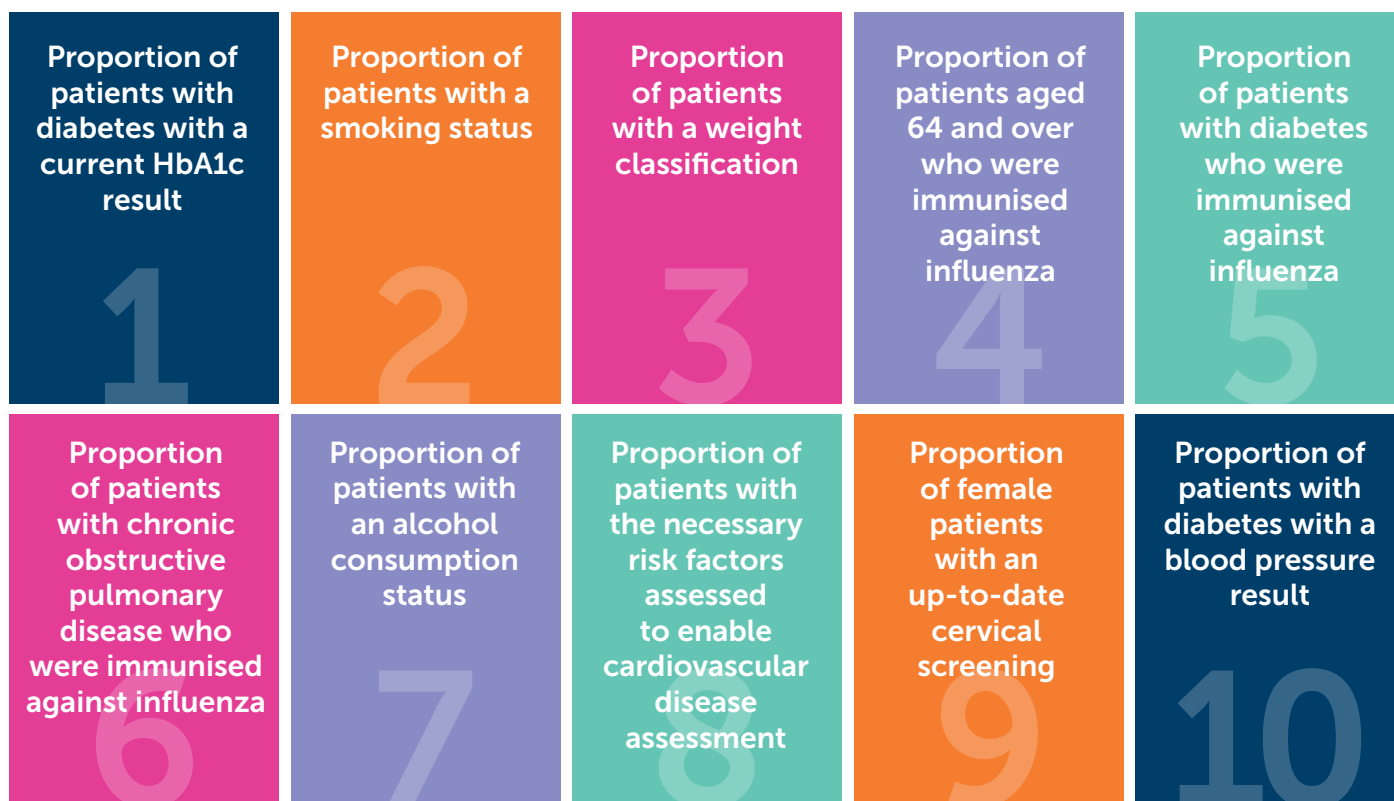 Proportion of
patients with
diabetes with a
current HbA1c
result
1
Proportion of
patients with a
smoking status
2
Proportion
of patients
with a weight
classification
3
Proportion of
patients aged
64 and over
who were
immunised
against
influenza
4
Proportion
of patients
with diabetes
who were
immunised
against
influenza
5
Proportion
of patients
with chronic
obstructive
pulmonary
disease who
were immunised
against influenza
6
Proportion of
patients with
an alcohol
consumption
status
7
Proportion of
patients with
the necessary
risk factors
assessed
to enable
cardiovascular
disease
assessment
8
Proportion
of female
patients
with an
up-to-date
cervical
screening
9
Proportion of
patients with
diabetes with a
blood pressure
result
10